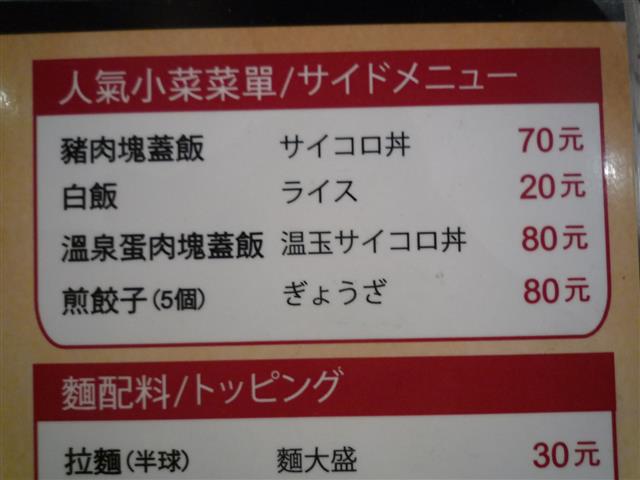 人氣小菜菜單/サイドメニュー
豬肉塊蓋飯 サイコロ丼 70元
白飯 ライス 20元
溫泉蛋肉塊蓋飯 温玉サイコロ丼 80元
煎餃子(5個) ぎょうざ 80元
麵配料/トッピング
拉麵(半球) 麵大盛 30元